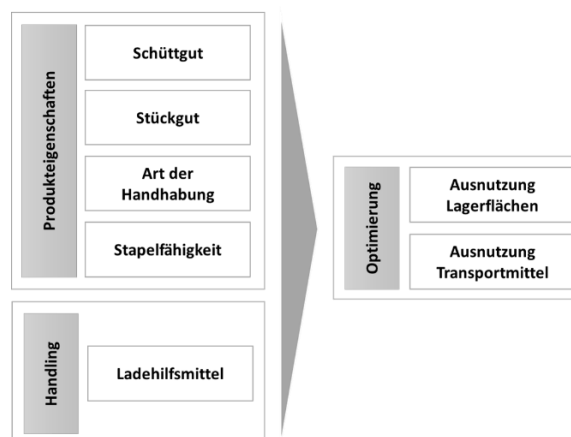 Produkteigenschaften
Schüttgut
Stückgut
Art der
Handhabung
Stapelfähigkeit
Handling
Ladehilfsmittel
Optimierung
Ausnutzung
Lagerflächen
Ausnutzung
Transportmittel